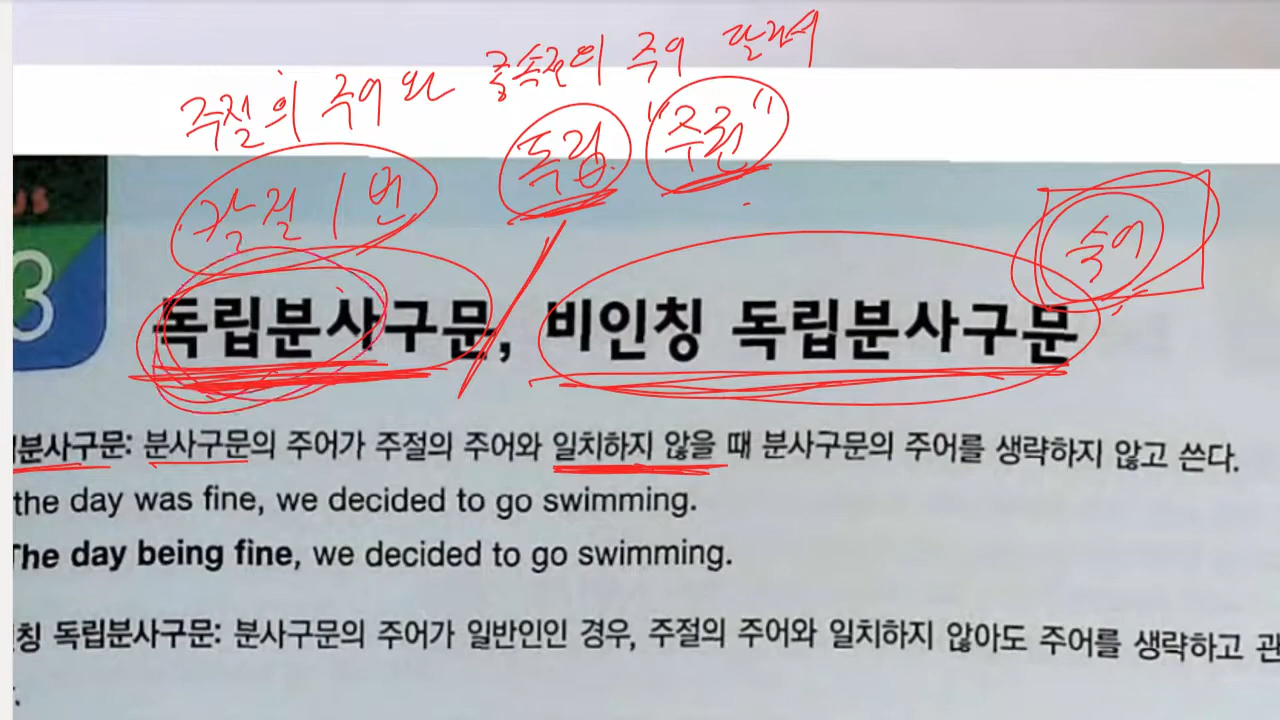 주절의 주어와 종속절의 주어 달라서
독립 "주권"
관절 1번
숙어
3
독립분사구문, 비인칭 독립분사구문
분사구문: 분사구문의 주어가 주절의 주어와 일치하지 않을 때 분사구문의 주어를 생략하지 않고 쓴다.
the day was fine, we decided to go swimming.
The day being fine, we decided to go swimming.
칭 독립분사구문: 분사구문의 주어가 일반인인 경우, 주절의 주어와 일치하지 않아도 주어를 생략하고 관